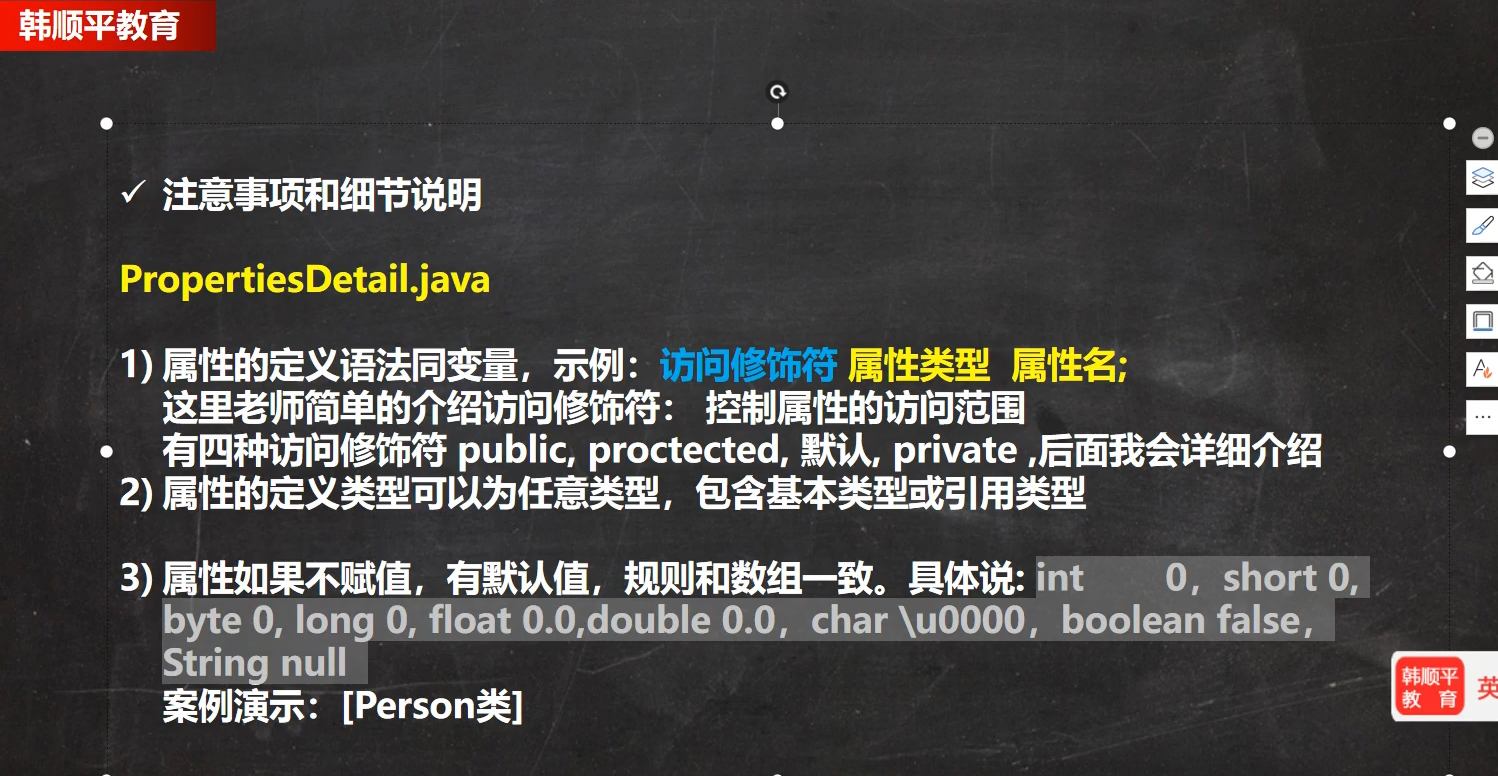 韩顺平教育
✓ 注意事项和细节说明
PropertiesDetail.java
1) 属性的定义语法同变量，示例：访问修饰符 属性类型 属性名;
这里老师简单的介绍访问修饰符： 控制属性的访问范围
有四种访问修饰符 public, proctected, 默认, private ,后面我会详细介绍
2) 属性的定义类型可以为任意类型，包含基本类型或引用类型
3) 属性如果不赋值，有默认值，规则和数组一致。具体说: int 0，short 0,
byte 0, long 0, float 0.0,double 0.0，char \u0000，boolean false，
String null
案例演示：[Person类]
韩顺平
教 育
英